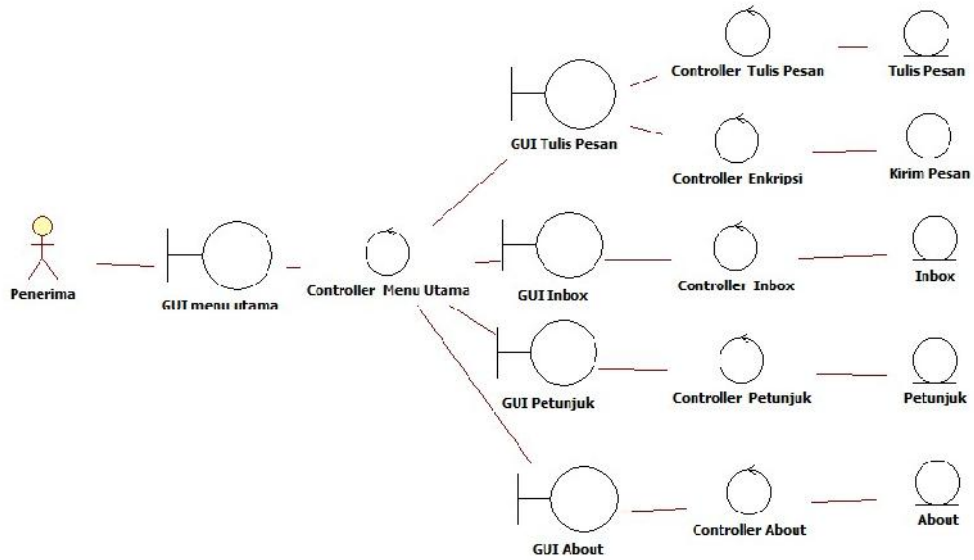 Controller Tulis Pesan
Tulis Pesan
GUI Tulis Pesan
Controller Enkripsi
Kirim Pesan
Penerima
GUI menu utama
Controller Menu Utama
GUI Inbox
Controller Inbox
Inbox
GUI Petunjuk
Controller Petunjuk
Petunjuk
GUI About
Controller About
About